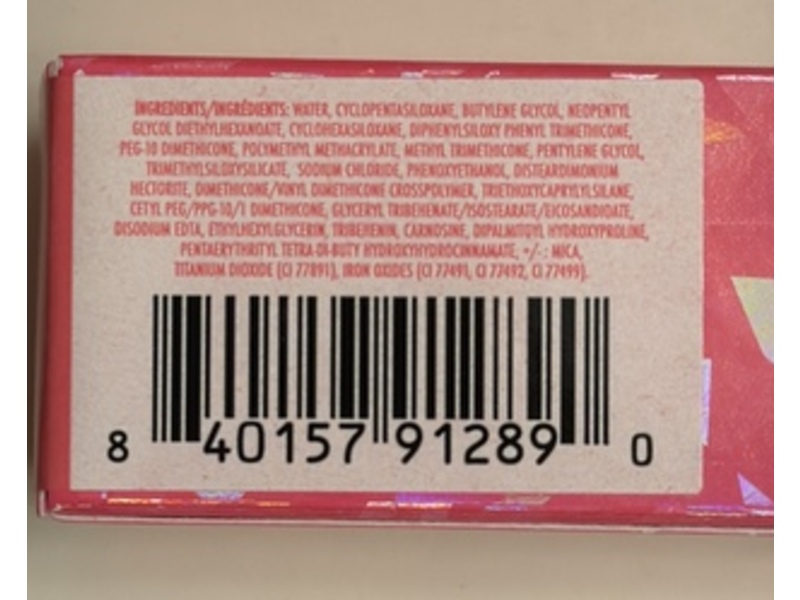 INGREDIENTS/INGRÉDIENTS: WATER, CYCLOPENTASILOXANE, BUTYLENE GLYCOL, NEOPENTYL
GLYCOL DIETHYLHEXANOATE, CYCLOHEXASILOXANE, DIPHENYLSILOXY PHENYL TRIMETHICONE,
PEG-10 DIMETHICONE, POLYMETHYL METHACRYLATE, METHYL TRIMETHICONE, PENTYLENE GLYCOL,
TRIMETHYLSILOXYSILICATE, SODIUM CHLORIDE, PHENOXYETHANOL, DISTEARDIMONIUM
HECTORITE, DIMETHICONE/VINYL DIMETHICONE CROSSPOLYMER, TRIETHOXYCAPRYLYLSILANE,
CETYL PEG/PPG-10/1 DIMETHICONE, GLYCERYL TRIBEHENATE/ISOSTEARATE/EICOSANDIOATE,
DISODIUM EDTA, ETHYLHEXYLGLYCERIN, TRIBEHENIN, CARNOSINE, DIPALMITOYL HYDROXYPROLINE,
PENTAERYTHRITYL TETRA-DI-BUTY HYDROXYHYDROCINNAMATE, +/-: MICA,
TITANIUM DIOXIDE (CI 77891), IRON OXIDES (CI 77491, CI 77492, CI 77499).
8 40157 91289 0